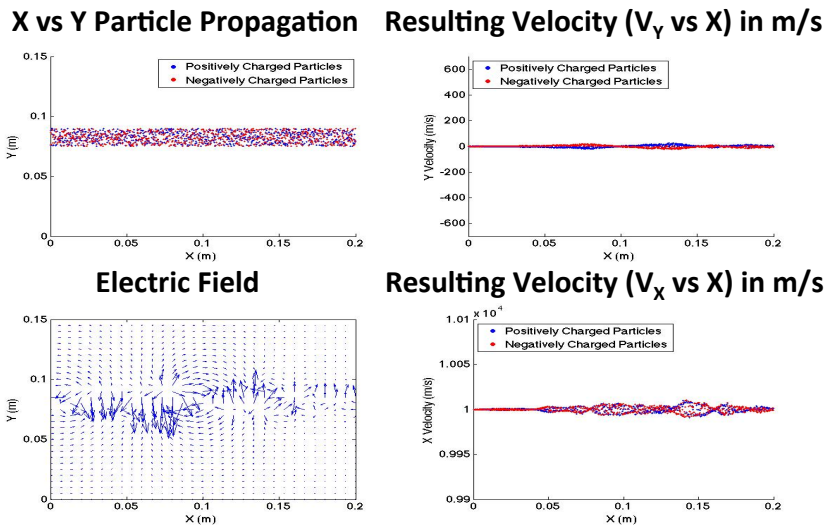 X vs Y Particle Propagation
0.15
0.1
0.05
0
Y (m)
Positively Charged Particles
Negatively Charged Particles
0
0.05
0.1
0.15
0.2
X (m)
Resulting Velocity (VY vs X) in m/s
600
400
200
0
-200
-400
-600
Y Velocity (m/s)
Positively Charged Particles
Negatively Charged Particles
0
0.05
0.1
0.15
0.2
X (m)
Electric Field
0.15
0.1
0.05
0
Y (m)
0
0.05
0.1
0.15
0.2
X (m)
Resulting Velocity (VX vs X) in m/s
x 10^4
1.01
1.005
1
0.995
0.99
X Velocity (m/s)
Positively Charged Particles
Negatively Charged Particles
0
0.05
0.1
0.15
0.2
X (m)